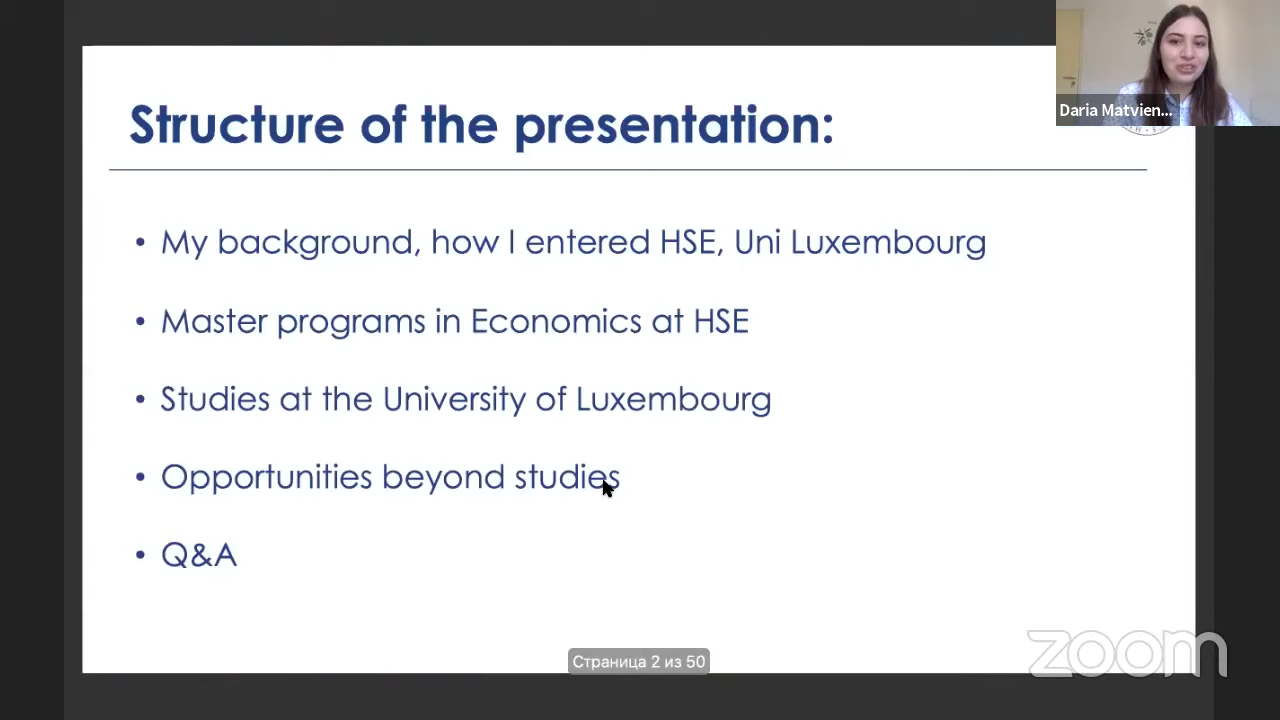 Structure of the presentation:
Daria Matvien...
• My background, how I entered HSE, Uni Luxembourg
• Master programs in Economics at HSE
• Studies at the University of Luxembourg
• Opportunities beyond studies
• Q&A
Страница 2 из 50
zoom